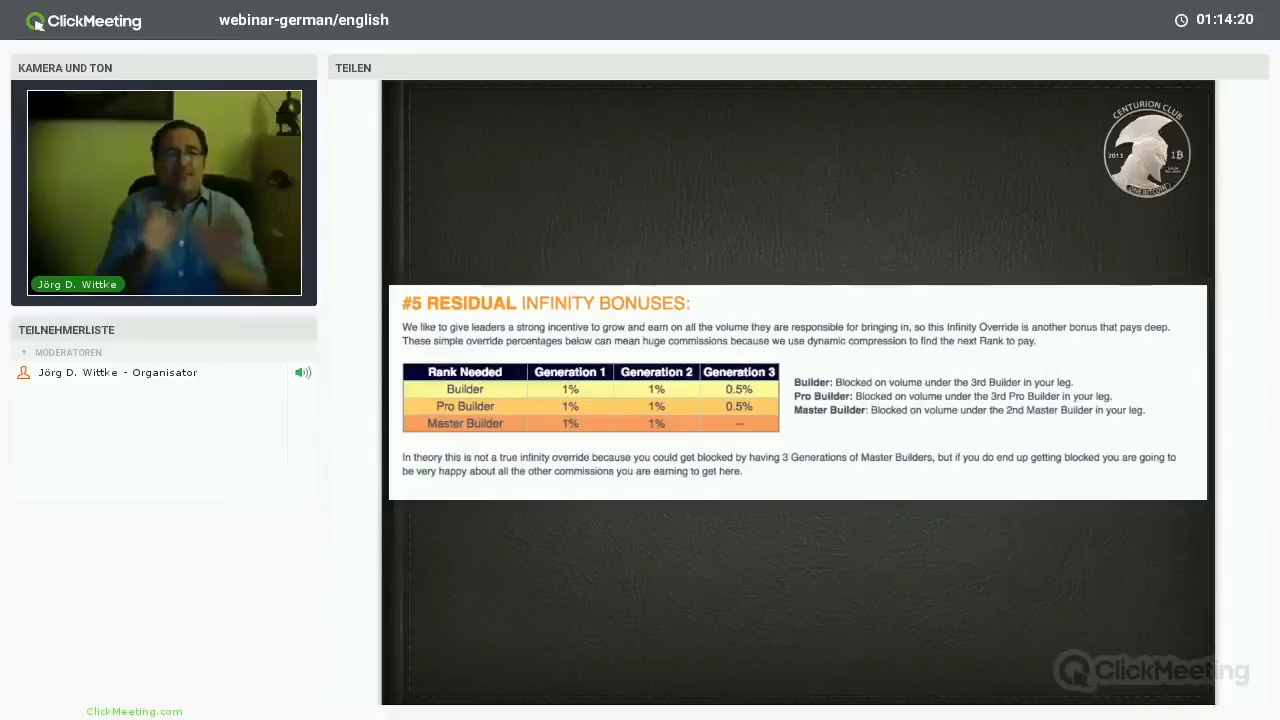 ClickMeeting
webinar-german/english
01:14:20
KAMERA UND TON
Jörg D. Wittke
TEILNEHMERLISTE
MODERATOREN
Jörg D. Wittke - Organisator
ClickMeeting.com
TEILEN
CENTURION CLUB
2013
1₿
#5 RESIDUAL INFINITY BONUSES:
We like to give leaders a strong incentive to grow and earn on all the volume they are responsible for bringing in, so this Infinity Override is another bonus that pays deep.
These simple override percentages below can mean huge commissions because we use dynamic compression to find the next Rank to pay.
Rank Needed Generation 1 Generation 2 Generation 3
Builder 1% 1% 0.5%
Pro Builder 1% 1% 0.5%
Master Builder 1% 1% --
Builder: Blocked on volume under the 3rd Builder in your leg.
Pro Builder: Blocked on volume under the 3rd Pro Builder in your leg.
Master Builder: Blocked on volume under the 2nd Master Builder in your leg.
In theory this is not a true infinity override because you could get blocked by having 3 Generations of Master Builders, but if you do end up getting blocked you are going to
be very happy about all the other commissions you are earning to get here.
ClickMeeting